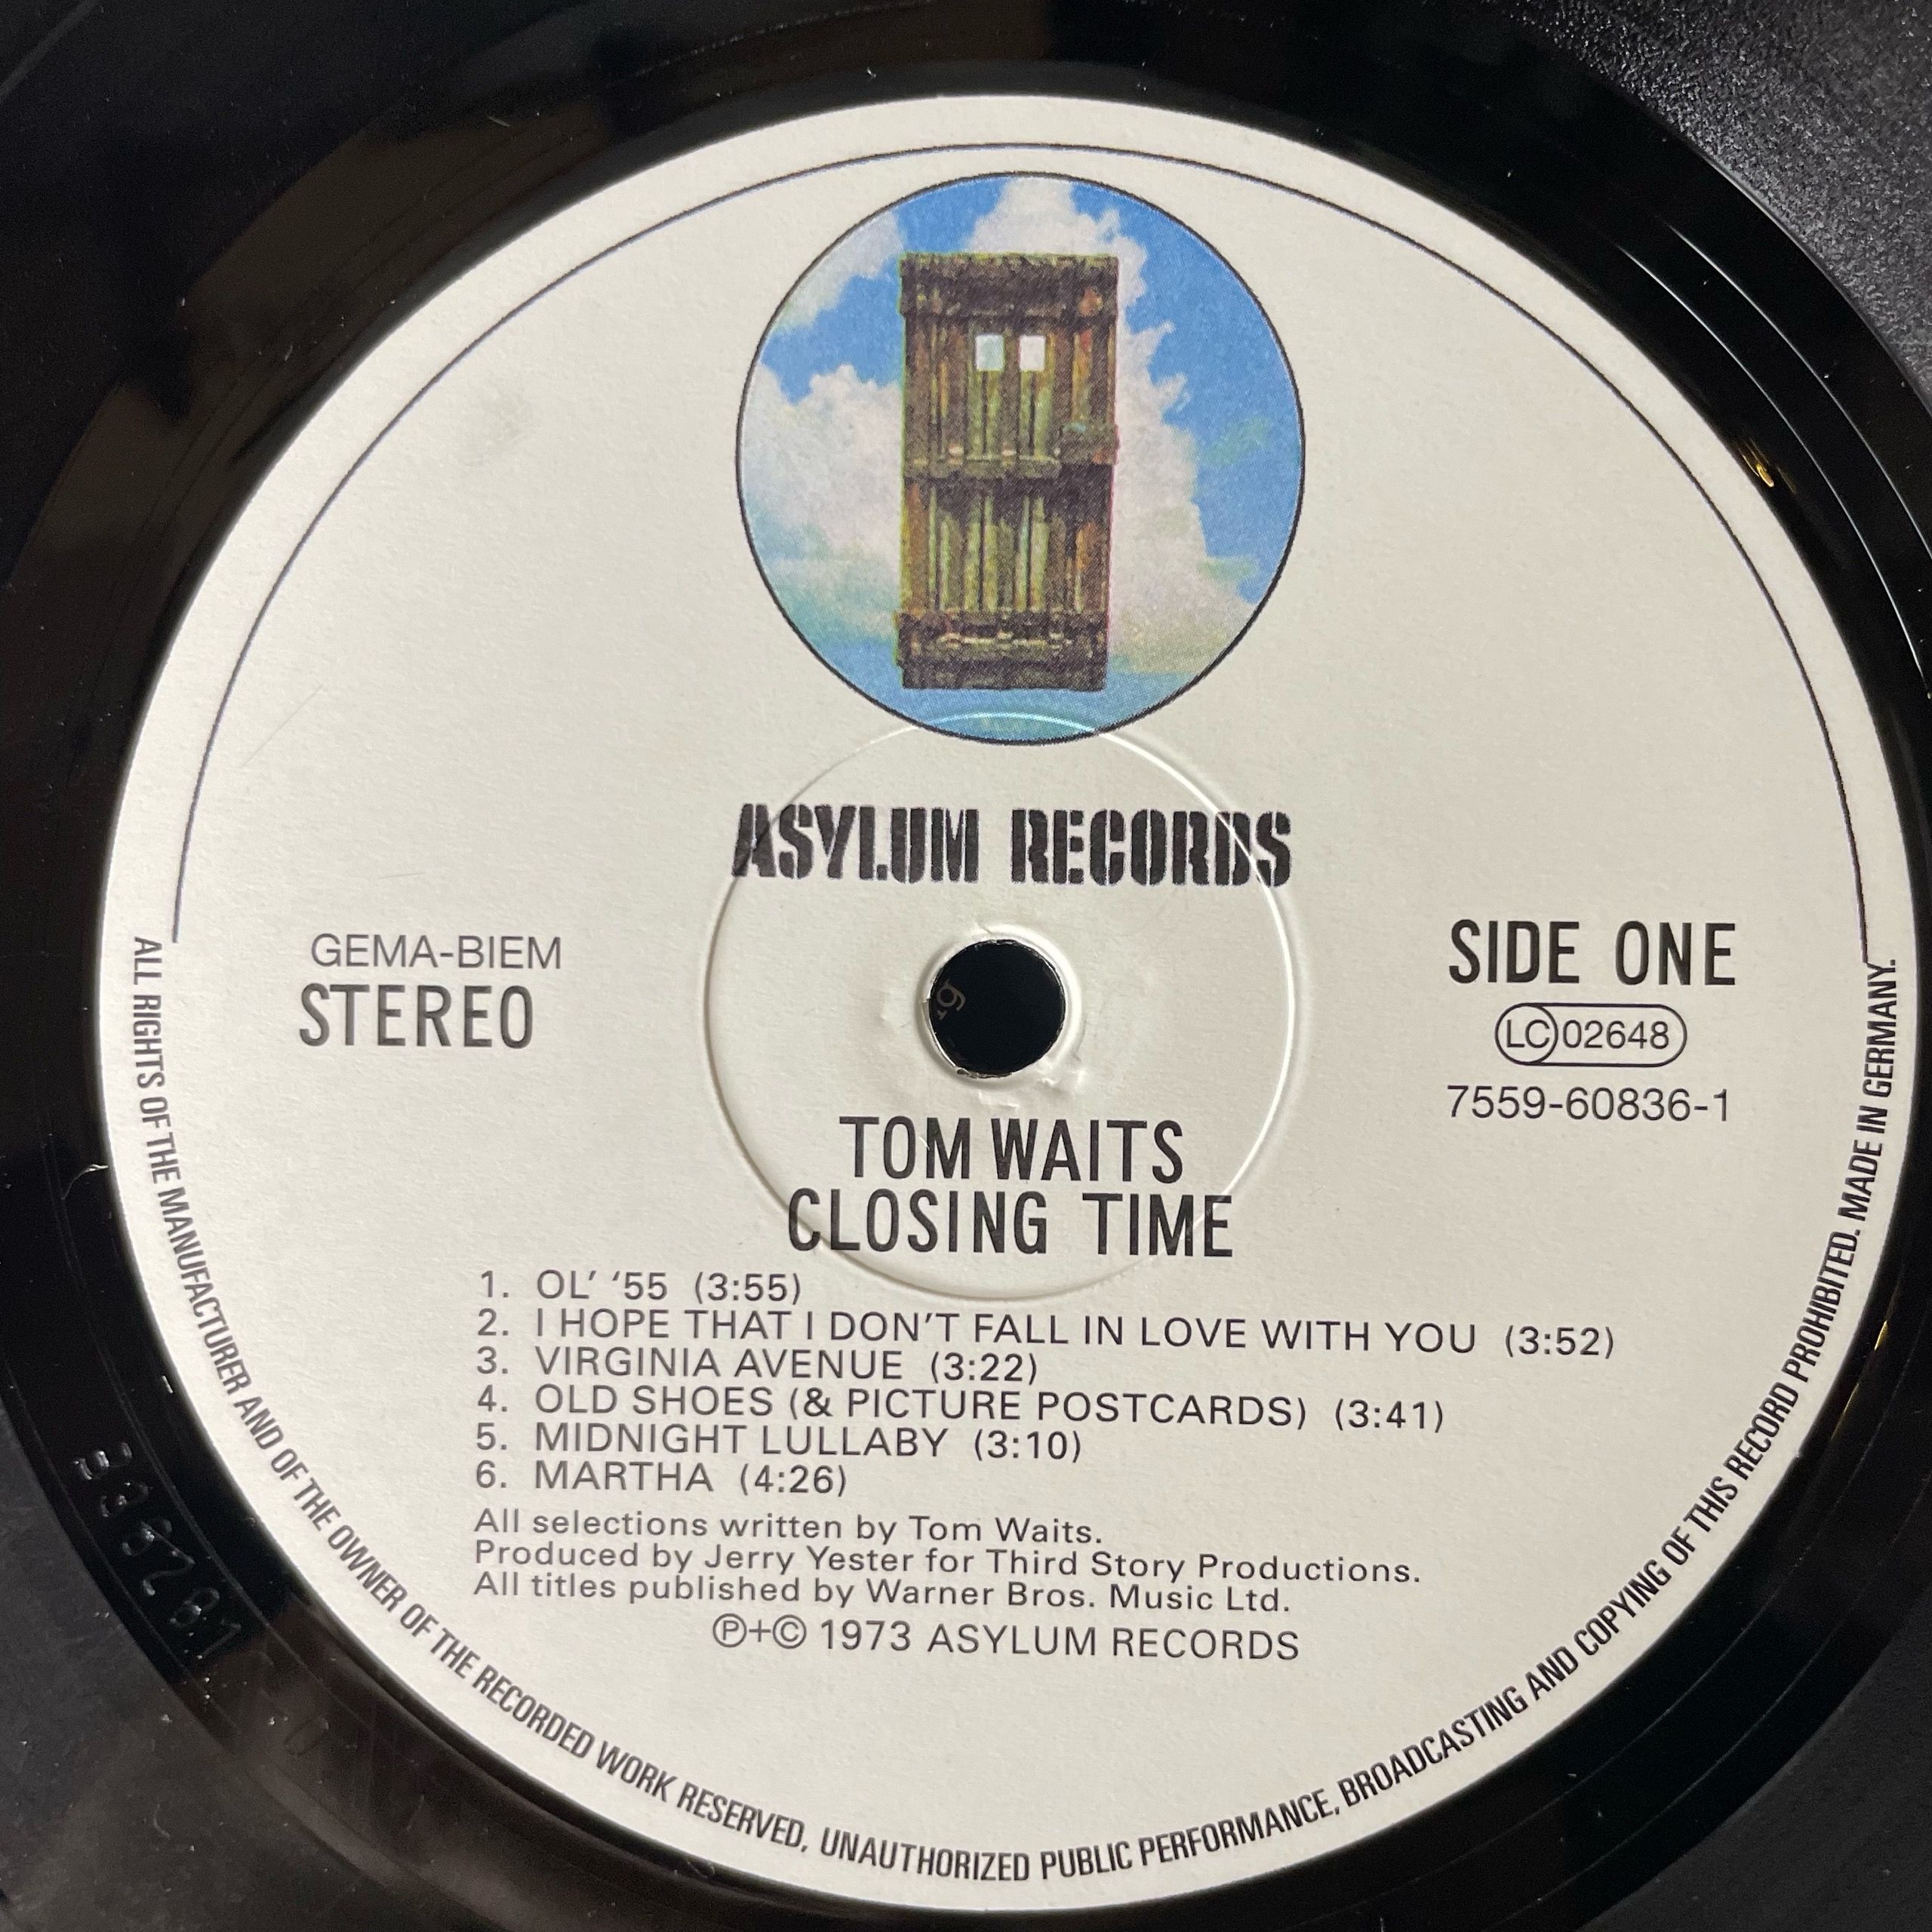 ASYLUM RECORDS
GEMA-BIEM
STEREO
SIDE ONE
LC 02648
7559-60836-1
TOM WAITS
CLOSING TIME
1. OL’ ‘55 (3:55)
2. I HOPE THAT I DON’T FALL IN LOVE WITH YOU (3:52)
3. VIRGINIA AVENUE (3:22)
4. OLD SHOES (& PICTURE POSTCARDS) (3:41)
5. MIDNIGHT LULLABY (3:10)
6. MARTHA (4:26)
All selections written by Tom Waits.
Produced by Jerry Yester for Third Story Productions.
All titles published by Warner Bros. Music Ltd.
℗+© 1973 ASYLUM RECORDS
ALL RIGHTS OF THE MANUFACTURER AND OF THE OWNER OF THE RECORDED WORK RESERVED, UNAUTHORIZED PUBLIC PERFORMANCE, BROADCASTING AND COPYING OF THIS RECORD PROHIBITED. MADE IN GERMANY.